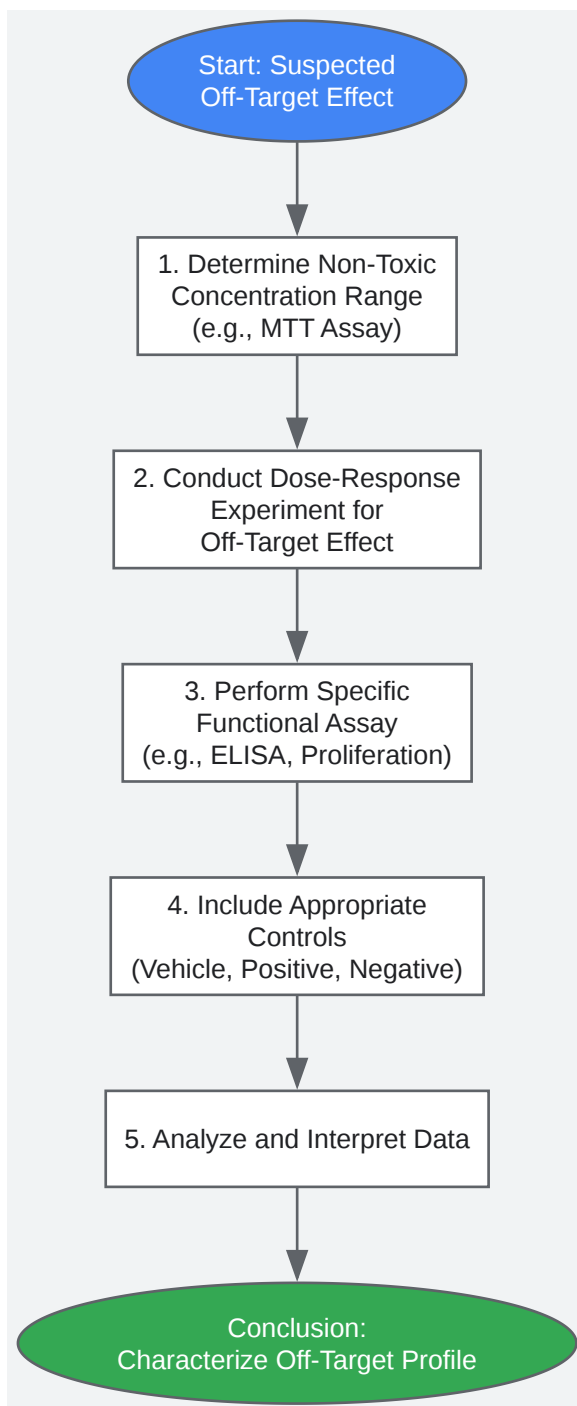 Start: Suspected
Off-Target Effect
1. Determine Non-Toxic
Concentration Range
(e.g., MTT Assay)
2. Conduct Dose-Response
Experiment for
Off-Target Effect
3. Perform Specific
Functional Assay
(e.g., ELISA, Proliferation)
4. Include Appropriate
Controls
(Vehicle, Positive, Negative)
5. Analyze and Interpret Data
Conclusion:
Characterize Off-Target Profile